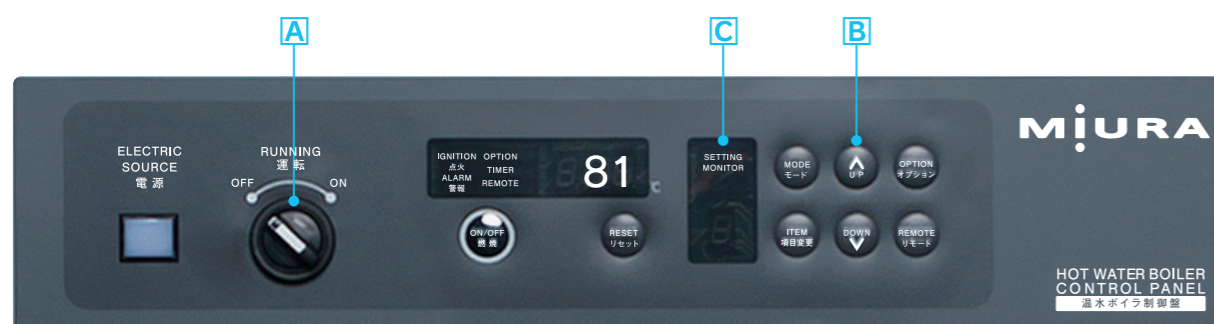 A
C
B
ELECTRIC
SOURCE
電源
RUNNING
運転
OFF
ON
IGNITION
点火
ALARM
警報
OPTION
TIMER
REMOTE
81
℃
ON/OFF
燃焼
RESET
リセット
SETTING
MONITOR
MODE
モード
UP
OPTION
オプション
ITEM
項目変更
DOWN
REMOTE
リモート
MIURA
HOT WATER BOILER
CONTROL PANEL
温水ボイラ制御盤